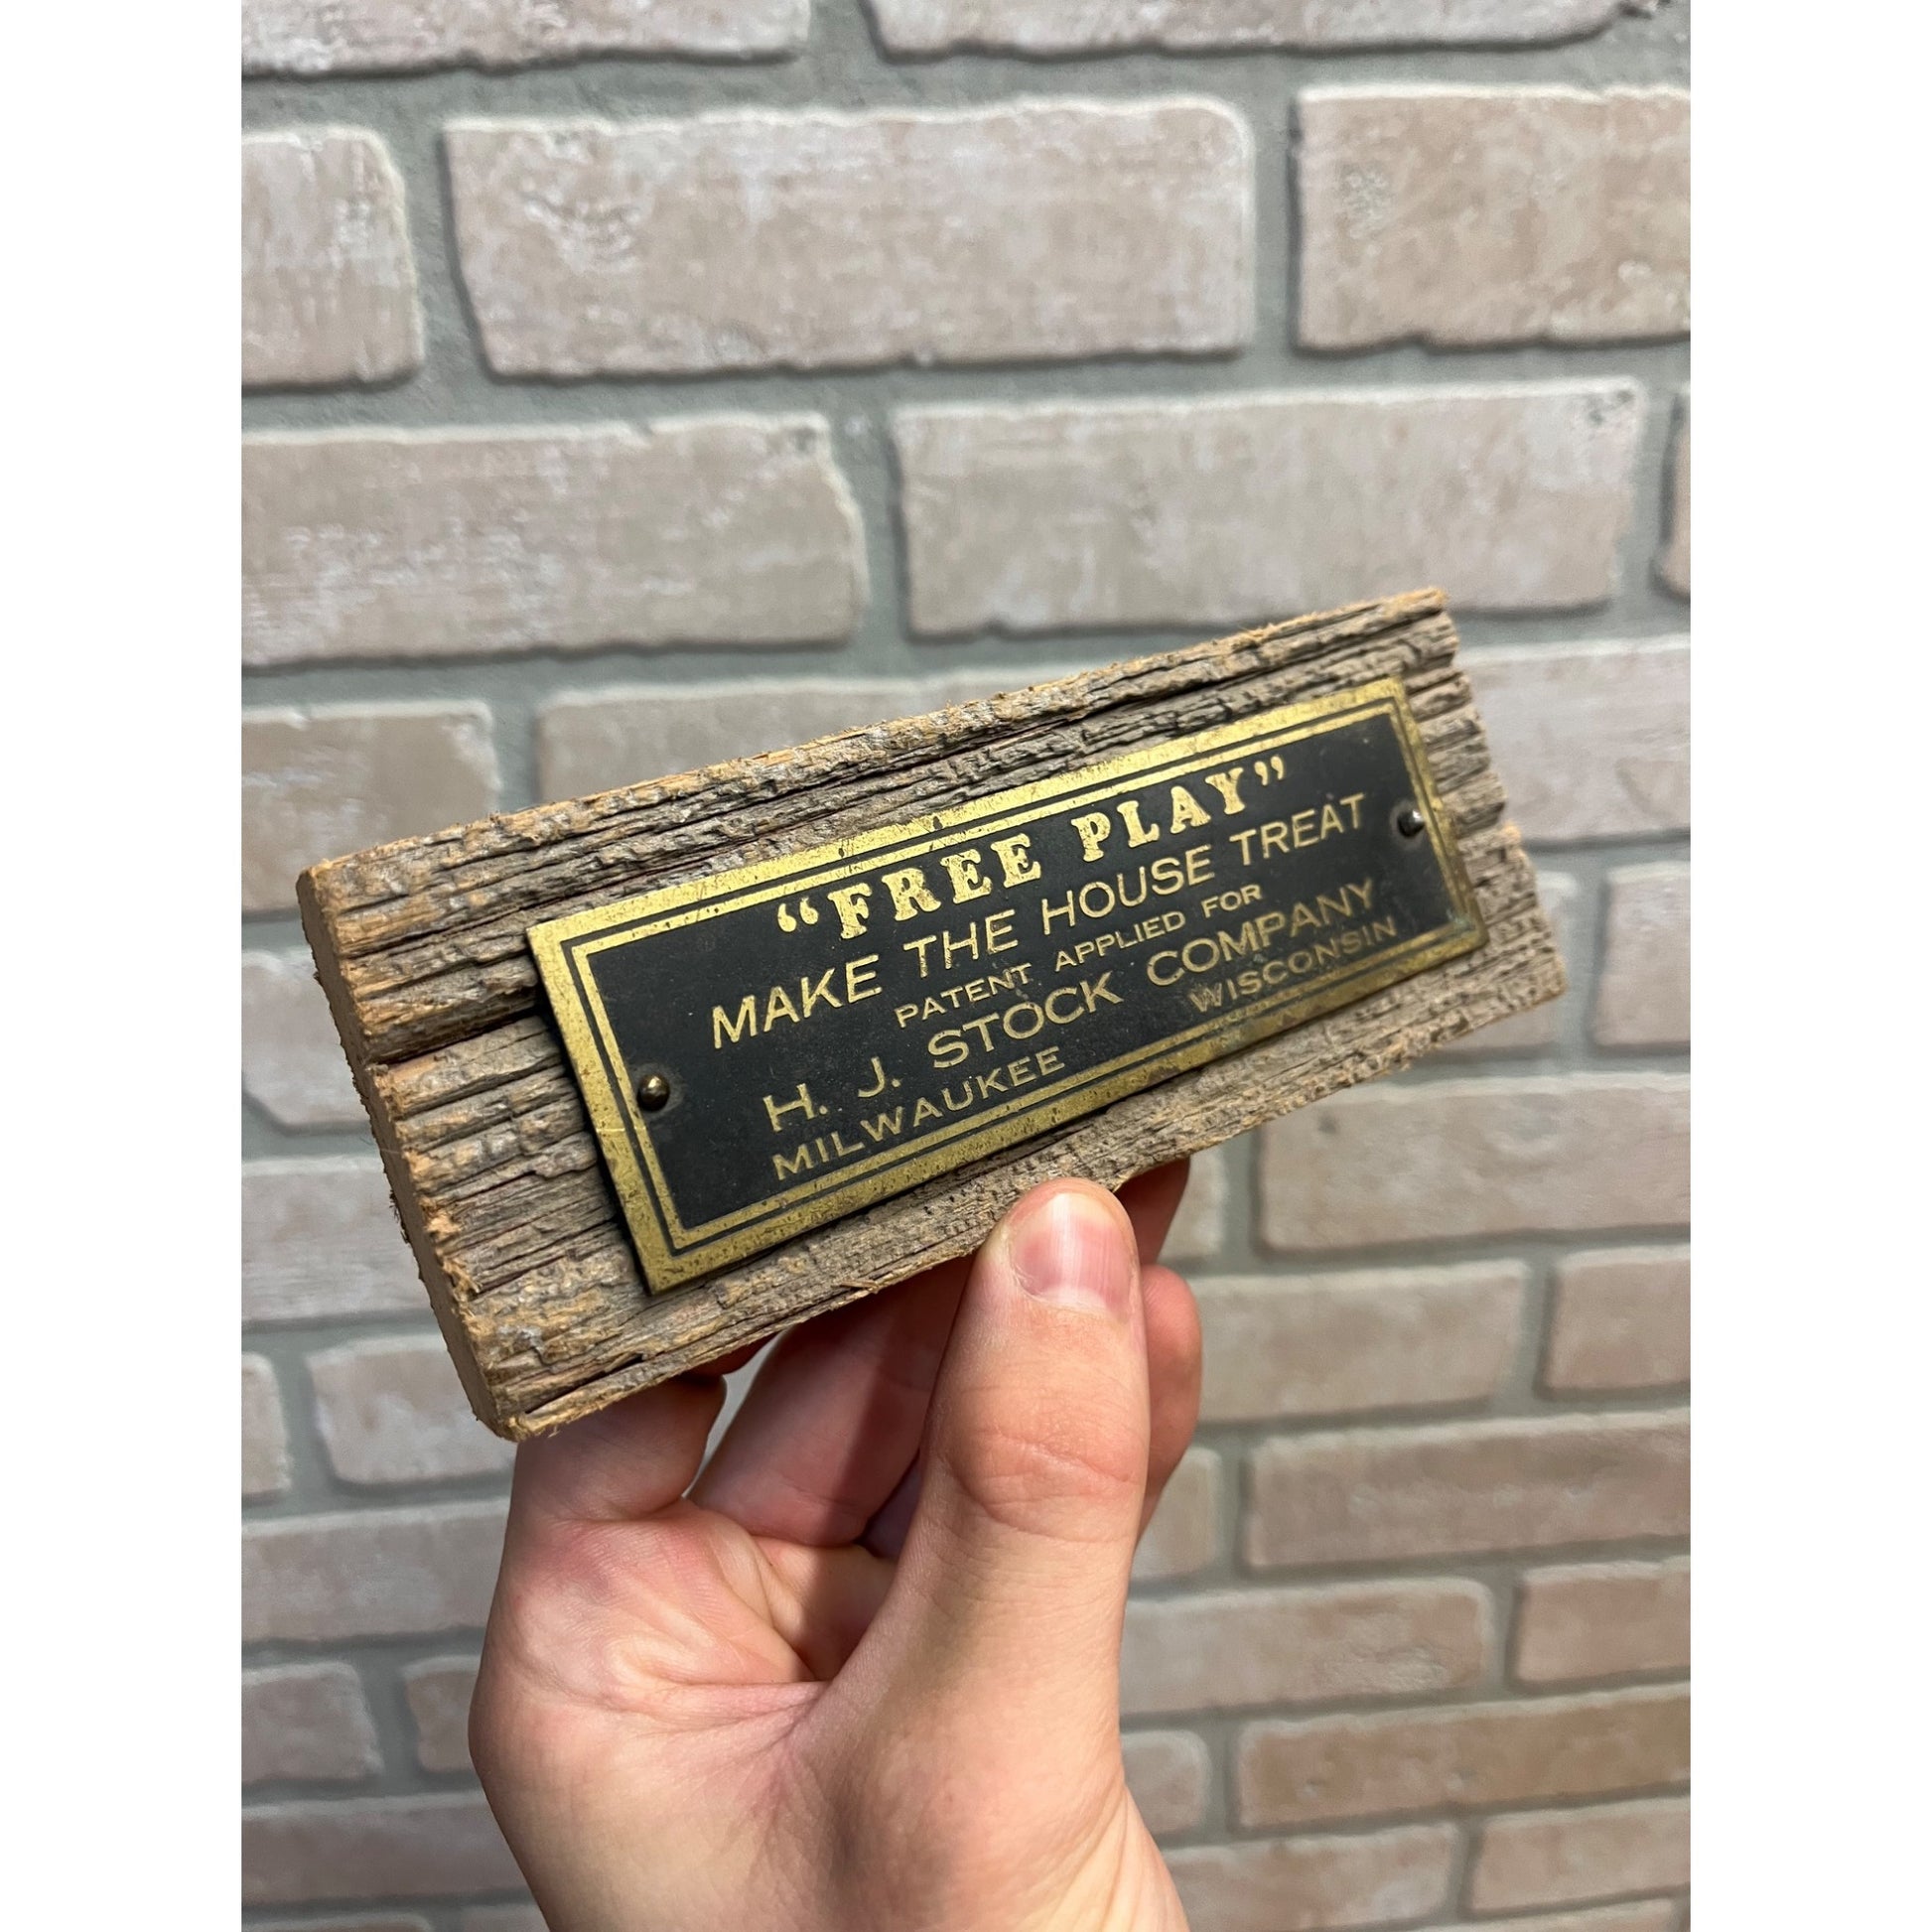 “FREE PLAY”
MAKE THE HOUSE TREAT
PATENT APPLIED FOR
H. J. STOCK COMPANY
MILWAUKEE WISCONSIN